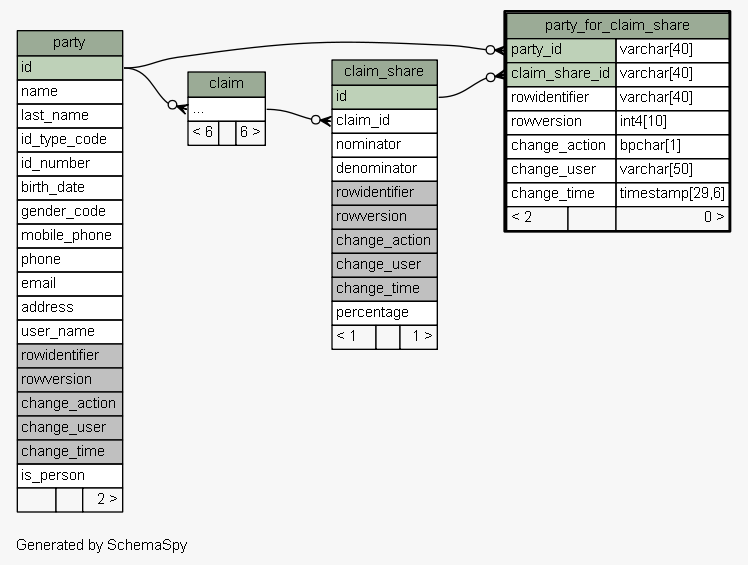 party
id
name
last_name
id_type_code
id_number
birth_date
gender_code
mobile_phone
phone
email
address
user_name
rowidentifier
rowversion
change_action
change_user
change_time
is_person
2 >
claim
...
< 6 6 >
claim_share
id
claim_id
nominator
denominator
rowidentifier
rowversion
change_action
change_user
change_time
percentage
< 1 1 >
party_for_claim_share
party_id varchar[40]
claim_share_id varchar[40]
rowidentifier varchar[40]
rowversion int4[10]
change_action bpchar[1]
change_user varchar[50]
change_time timestamp[29,6]
< 2 0 >
Generated by SchemaSpy